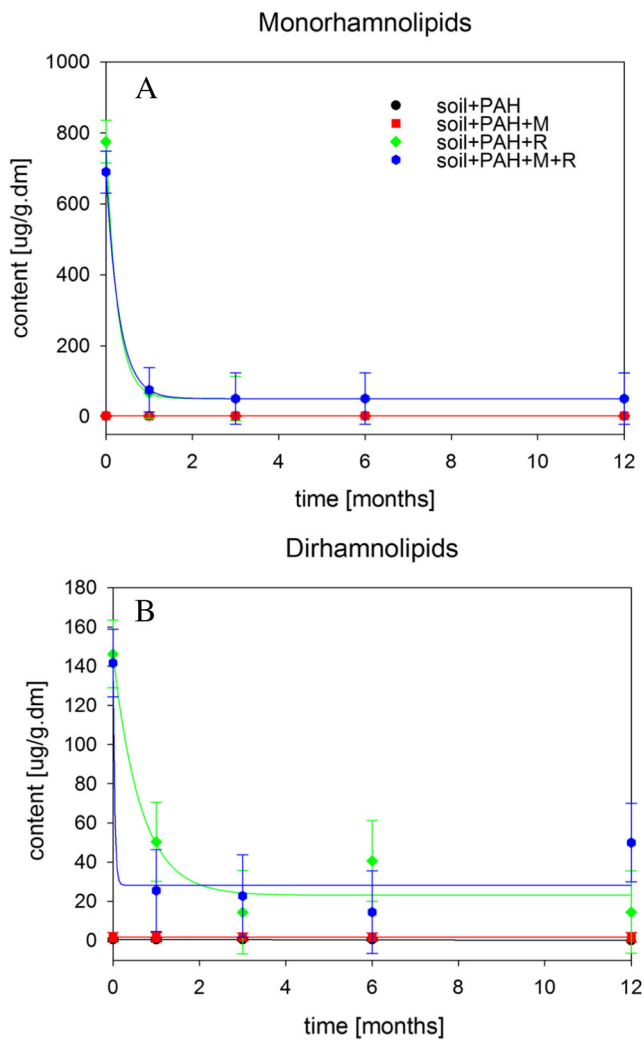 Monorhamnolipids
A
soil+PAH
soil+PAH+M
soil+PAH+R
soil+PAH+M+R
content [ug/g.dm]
1000
800
600
400
200
0
0 2 4 6 8 10 12
time [months]
Dirhamnolipids
B
content [ug/g.dm]
180
160
140
120
100
80
60
40
20
0
0 2 4 6 8 10 12
time [months]